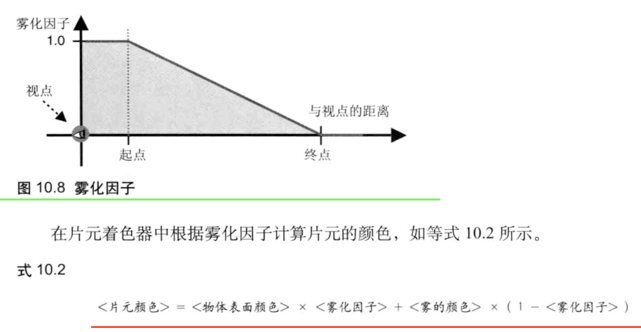 雾化因子
1.0
视点
与视点的距离
起点
终点
图 10.8 雾化因子
在片元着色器中根据雾化因子计算片元的颜色，如等式 10.2 所示。
式 10.2
<片元颜色> = <物体表面颜色> × <雾化因子> + <雾的颜色> × ( 1 - <雾化因子> )